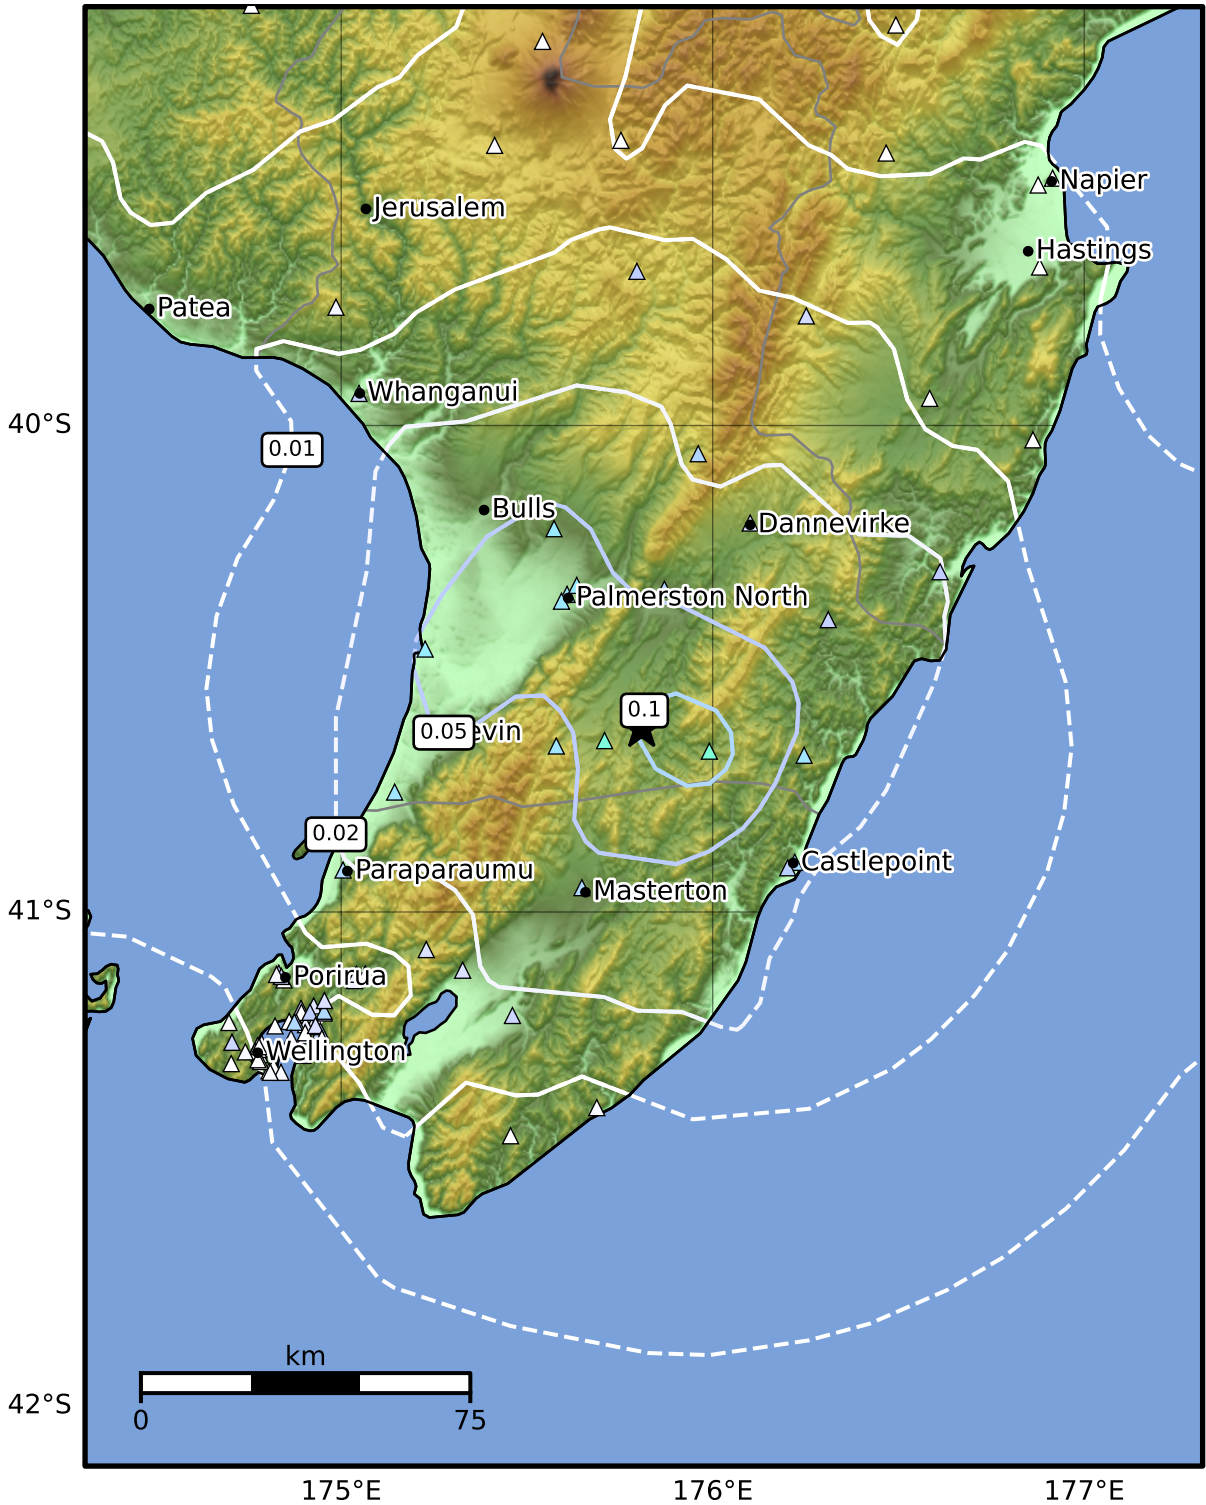 Napier
Jerusalem
Hastings
Patea
Whanganui
40°S
0.01
Bulls
Dannevirke
Palmerston North
0.1
0.05
evin
0.02
Castlepoint
Paraparaumu
Masterton
41°S
Porirua
Wellington
km
0
75
42°S
175°E
176°E
177°E